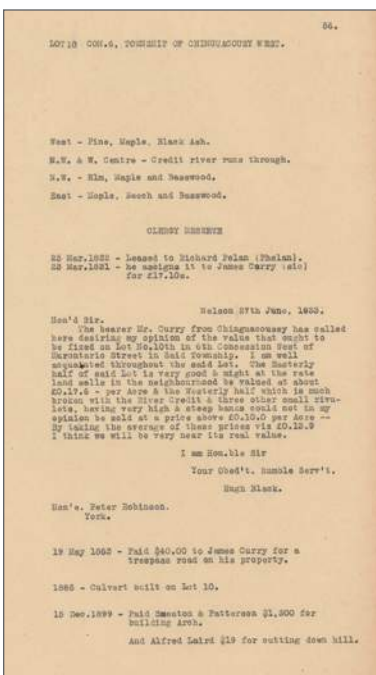 56.
LOT10 CON.6, TOWNSHIP OF CHINGUACOUSY WEST.
West - Pine, Maple, Black Ash.
N.W. & W. Centre - Credit river runs through.
N.W. - Elm, Maple and Basswood.
East - Maple, Beech and Basswood.
CLERGY RESERVE
23 Mar.1832 - Leased to Richard Pelan (Phelan).
23 Mar.1831 - he assigns it to James Curry (sic)
for £17.10s.
Nelson 27th June, 1833.
Hon'd Sir.
The bearer Mr. Curry from Chinguacoussy has called
here desiring my opinion of the value that ought to
be fixed on Lot No.10th in 6th Concession West of
Hurontario Street in Said Township. I am well
acquainted throughout the said Lot. The Easterly
half of said Lot is very good & might at the rate
land sells in the neighbourhood be valued at about
£0.17.6 - per Acre & the Westerly half which is much
broken with the River Credit & three other small rivu-
lets, having very high & steep banks could not in my
opinion be sold at a price above £0.10.0 per Acre --
By taking the average of these prices viz £0.13.9
I think we will be very near its real value.
I am Hon.ble Sir
Your Obed't. Humble Serv't.
Hugh Black.
Hon'e. Peter Robinson.
York.
19 May 1883 - Paid $40.00 to James Curry for a
trespass road on his property.
1885 - Culvert built on Lot 10.
15 Dec.1899 - Paid Smeaton & Patterson $1,300 for
building Arch.
And Alfred Laird $19 for cutting down hill.